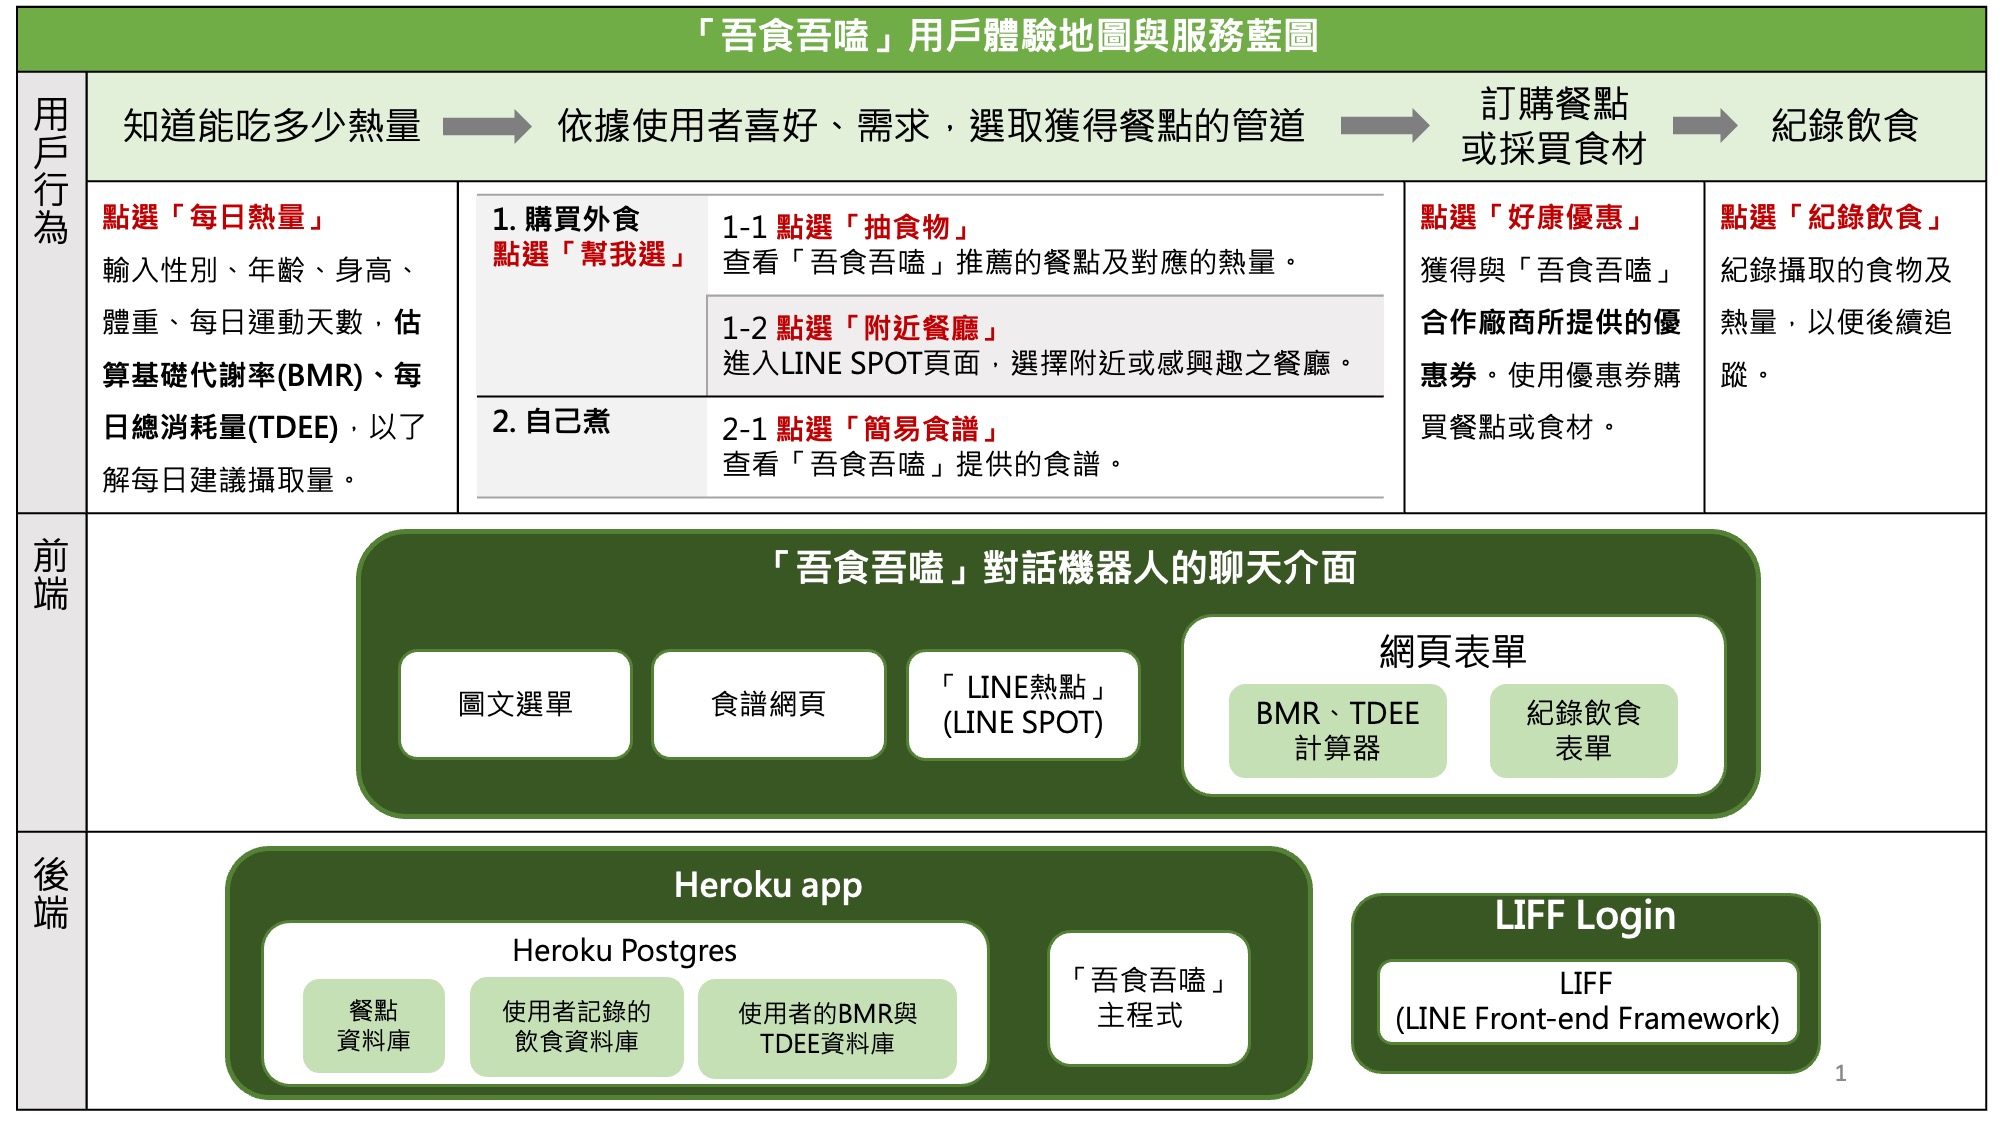 「吾食吾嗑」用戶體驗地圖與服務藍圖
用戶行為
知道能吃多少熱量
依據使用者喜好、需求，選取獲得餐點的管道
訂購餐點
或採買食材
紀錄飲食
點選「每日熱量」
輸入性別、年齡、身高、
體重、每日運動天數，估
算基礎代謝率(BMR)、每
日總消耗量(TDEE)，以了
解每日建議攝取量。
1. 購買外食
點選「幫我選」
1-1 點選「抽食物」
查看「吾食吾嗑」推薦的餐點及對應的熱量。
1-2 點選「附近餐廳」
進入LINE SPOT頁面，選擇附近或感興趣之餐廳。
2. 自己煮
2-1 點選「簡易食譜」
查看「吾食吾嗑」提供的食譜。
點選「好康優惠」
獲得與「吾食吾嗑」
合作廠商所提供的優
惠券。使用優惠券購
買餐點或食材。
點選「紀錄飲食」
紀錄攝取的食物及
熱量，以便後續追
蹤。
前端
「吾食吾嗑」對話機器人的聊天介面
圖文選單
食譜網頁
「 LINE熱點」
(LINE SPOT)
網頁表單
BMR、TDEE
計算器
紀錄飲食
表單
後端
Heroku app
Heroku Postgres
餐點
資料庫
使用者記錄的
飲食資料庫
使用者的BMR與
TDEE資料庫
「吾食吾嗑」
主程式
LIFF Login
LIFF
(LINE Front-end Framework)
1